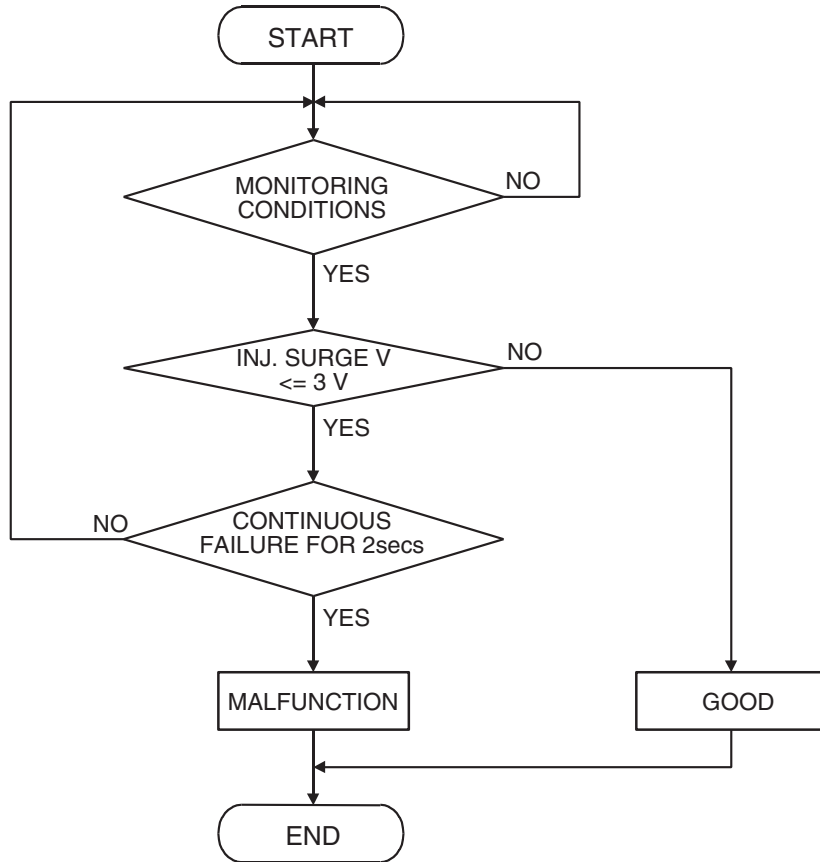 START
MONITORING
CONDITIONS
NO
YES
INJ. SURGE V
<= 3 V
NO
YES
CONTINUOUS
FAILURE FOR 2secs
NO
YES
MALFUNCTION
GOOD
END